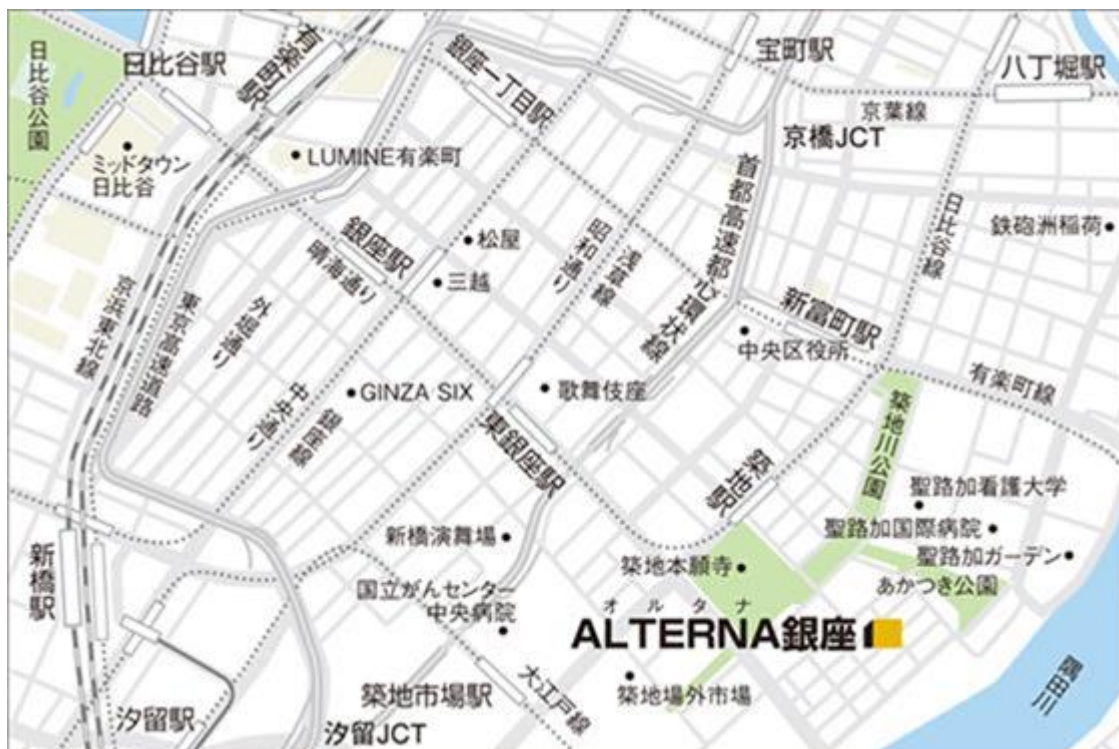 日比谷公園
日比谷駅
有楽町駅
銀座一丁目駅
宝町駅
八丁堀駅
京葉線
京橋JCT
ミッドタウン
日比谷
LUMINE有楽町
首都高速都心環状線
日比谷線
鉄砲洲稲荷
銀座駅
晴海通り
松屋
三越
昭和通り
浅草線
京浜東北線
東京高速道路
外堀通り
中央通り
銀座線
GINZA SIX
歌舞伎座
新富町駅
中央区役所
有楽町線
東銀座駅
築地駅
築地川公園
聖路加看護大学
聖路加国際病院
聖路加ガーデン
あかつき公園
新橋駅
新橋演舞場
築地本願寺
国立がんセンター
中央病院
オルタナ
ALTERNA銀座
築地場外市場
隅田川
汐留駅
築地市場駅
汐留JCT
大江戸線